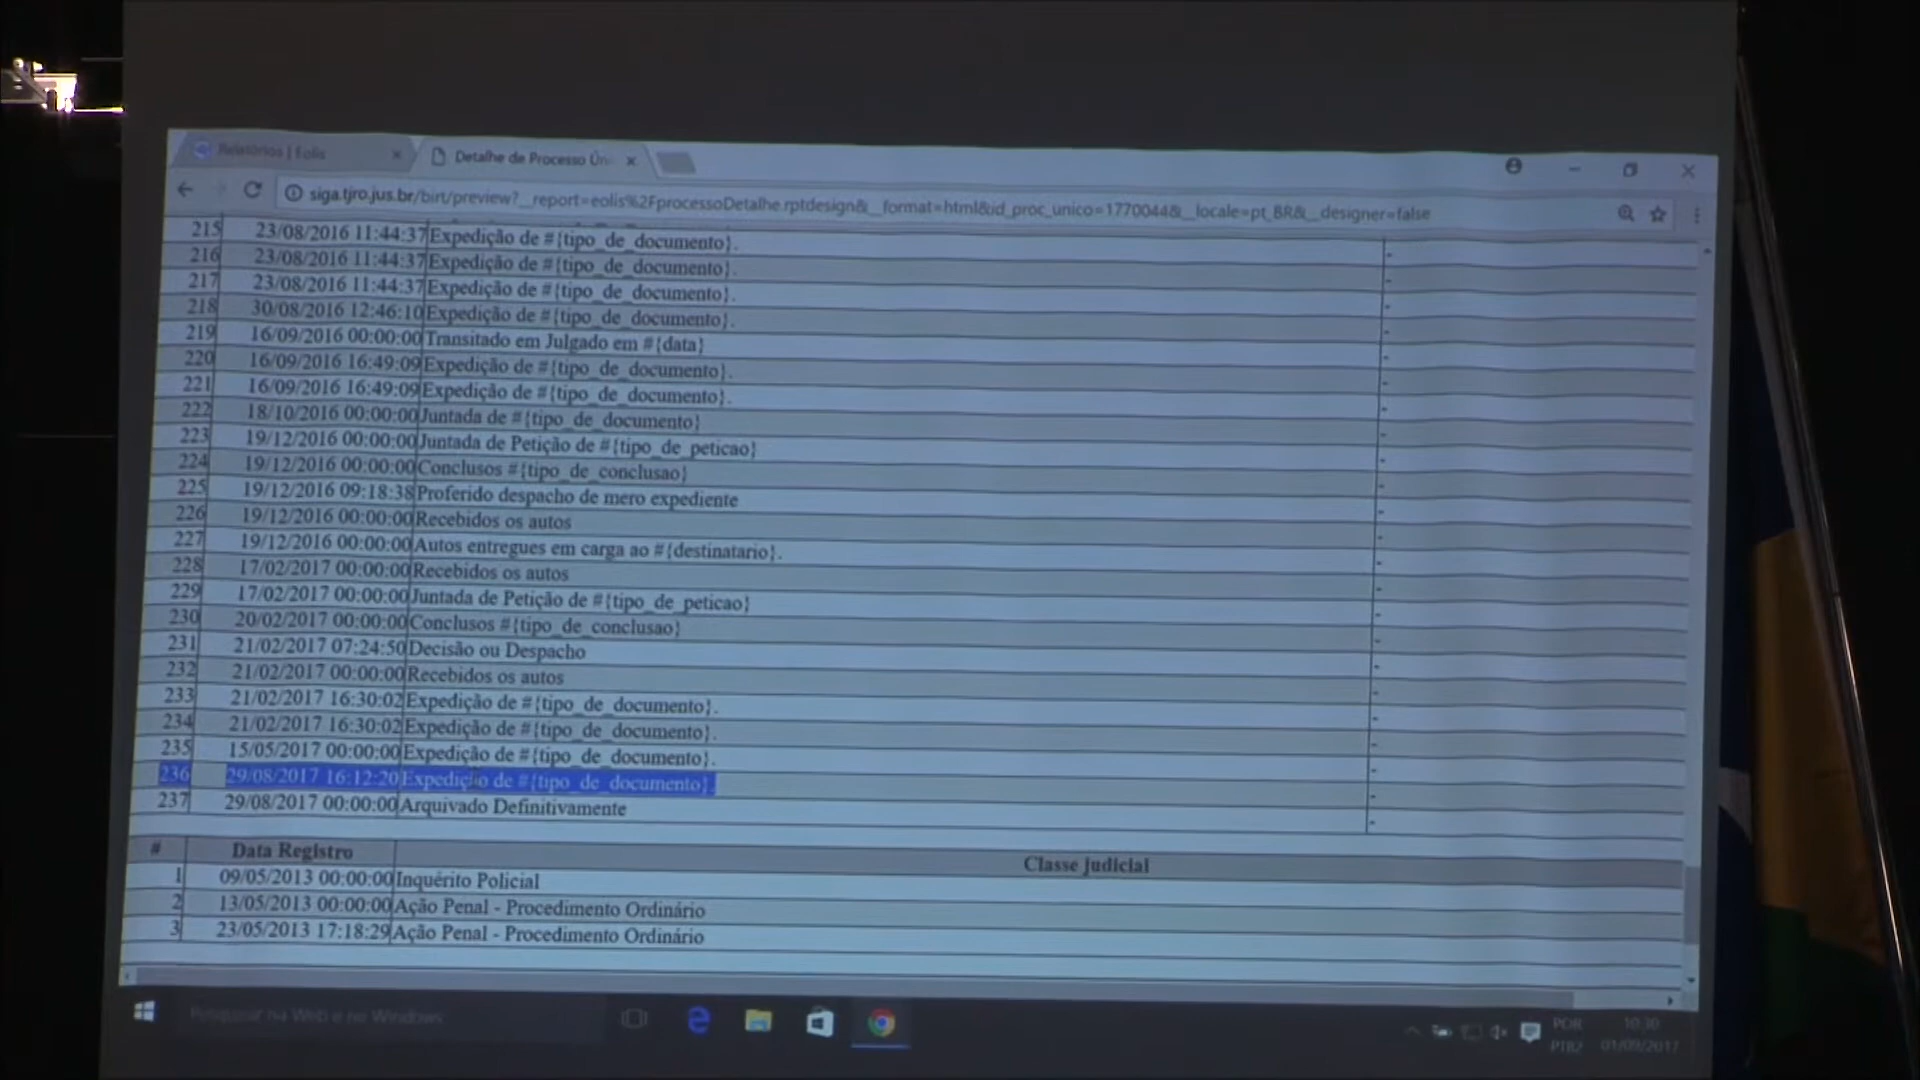 Relatórios | Eolis
Detalhe de Processo Ún
siga.tjro.jus.br/birt/preview?__report=eolis%2FprocessoDetalhe.rptdesign&__format=html&id_proc_unico=1770044&__locale=pt_BR&__designer=false
215 23/08/2016 11:44:37 Expedição de #{tipo_de_documento}. -
216 23/08/2016 11:44:37 Expedição de #{tipo_de_documento}. -
217 23/08/2016 11:44:37 Expedição de #{tipo_de_documento}. -
218 30/08/2016 12:46:10 Expedição de #{tipo_de_documento}. -
219 16/09/2016 00:00:00 Transitado em Julgado em #{data} -
220 16/09/2016 16:49:09 Expedição de #{tipo_de_documento}. -
221 16/09/2016 16:49:09 Expedição de #{tipo_de_documento}. -
222 18/10/2016 00:00:00 Juntada de #{tipo_de_documento} -
223 19/12/2016 00:00:00 Juntada de Petição de #{tipo_de_peticao} -
224 19/12/2016 00:00:00 Conclusos #{tipo_de_conclusao} -
225 19/12/2016 09:18:38 Proferido despacho de mero expediente -
226 19/12/2016 00:00:00 Recebidos os autos -
227 19/12/2016 00:00:00 Autos entregues em carga ao #{destinatario}. -
228 17/02/2017 00:00:00 Recebidos os autos -
229 17/02/2017 00:00:00 Juntada de Petição de #{tipo_de_peticao} -
230 20/02/2017 00:00:00 Conclusos #{tipo_de_conclusao} -
231 21/02/2017 07:24:50 Decisão ou Despacho -
232 21/02/2017 00:00:00 Recebidos os autos -
233 21/02/2017 16:30:02 Expedição de #{tipo_de_documento}. -
234 21/02/2017 16:30:02 Expedição de #{tipo_de_documento}. -
235 15/05/2017 00:00:00 Expedição de #{tipo_de_documento}. -
236 29/08/2017 16:12:20 Expedição de #{tipo_de_documento}. -
237 29/08/2017 00:00:00 Arquivado Definitivamente -
# Data Registro Classe Judicial
1 09/05/2013 00:00:00 Inquérito Policial
2 13/05/2013 00:00:00 Ação Penal - Procedimento Ordinário
3 23/05/2013 17:18:29 Ação Penal - Procedimento Ordinário
Pesquisar na Web e no Windows
POR 10:30
PTB2 01/09/2017